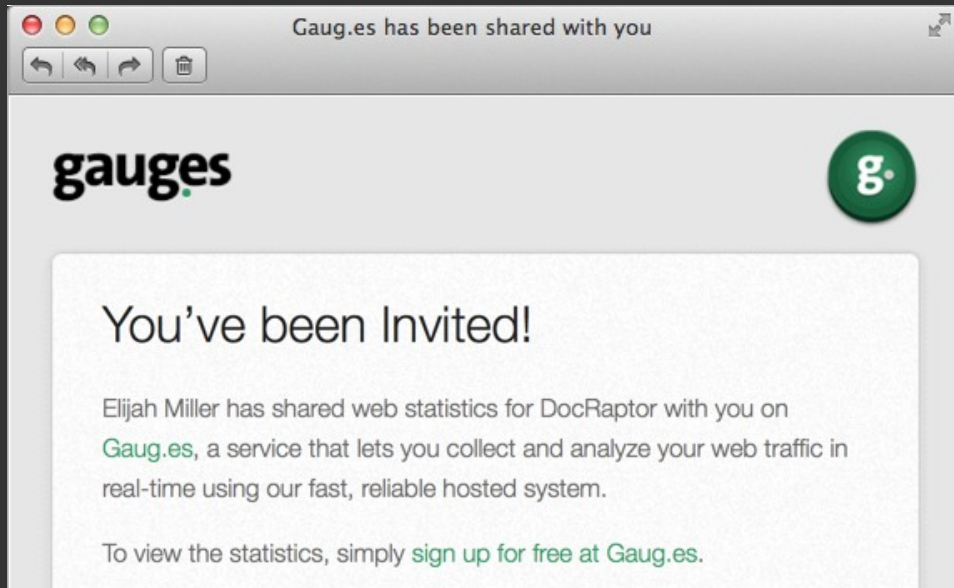 Gaug.es has been shared with you
gauges
g.
You've been Invited!
Elijah Miller has shared web statistics for DocRaptor with you on
Gaug.es, a service that lets you collect and analyze your web traffic in
real-time using our fast, reliable hosted system.
To view the statistics, simply sign up for free at Gaug.es.